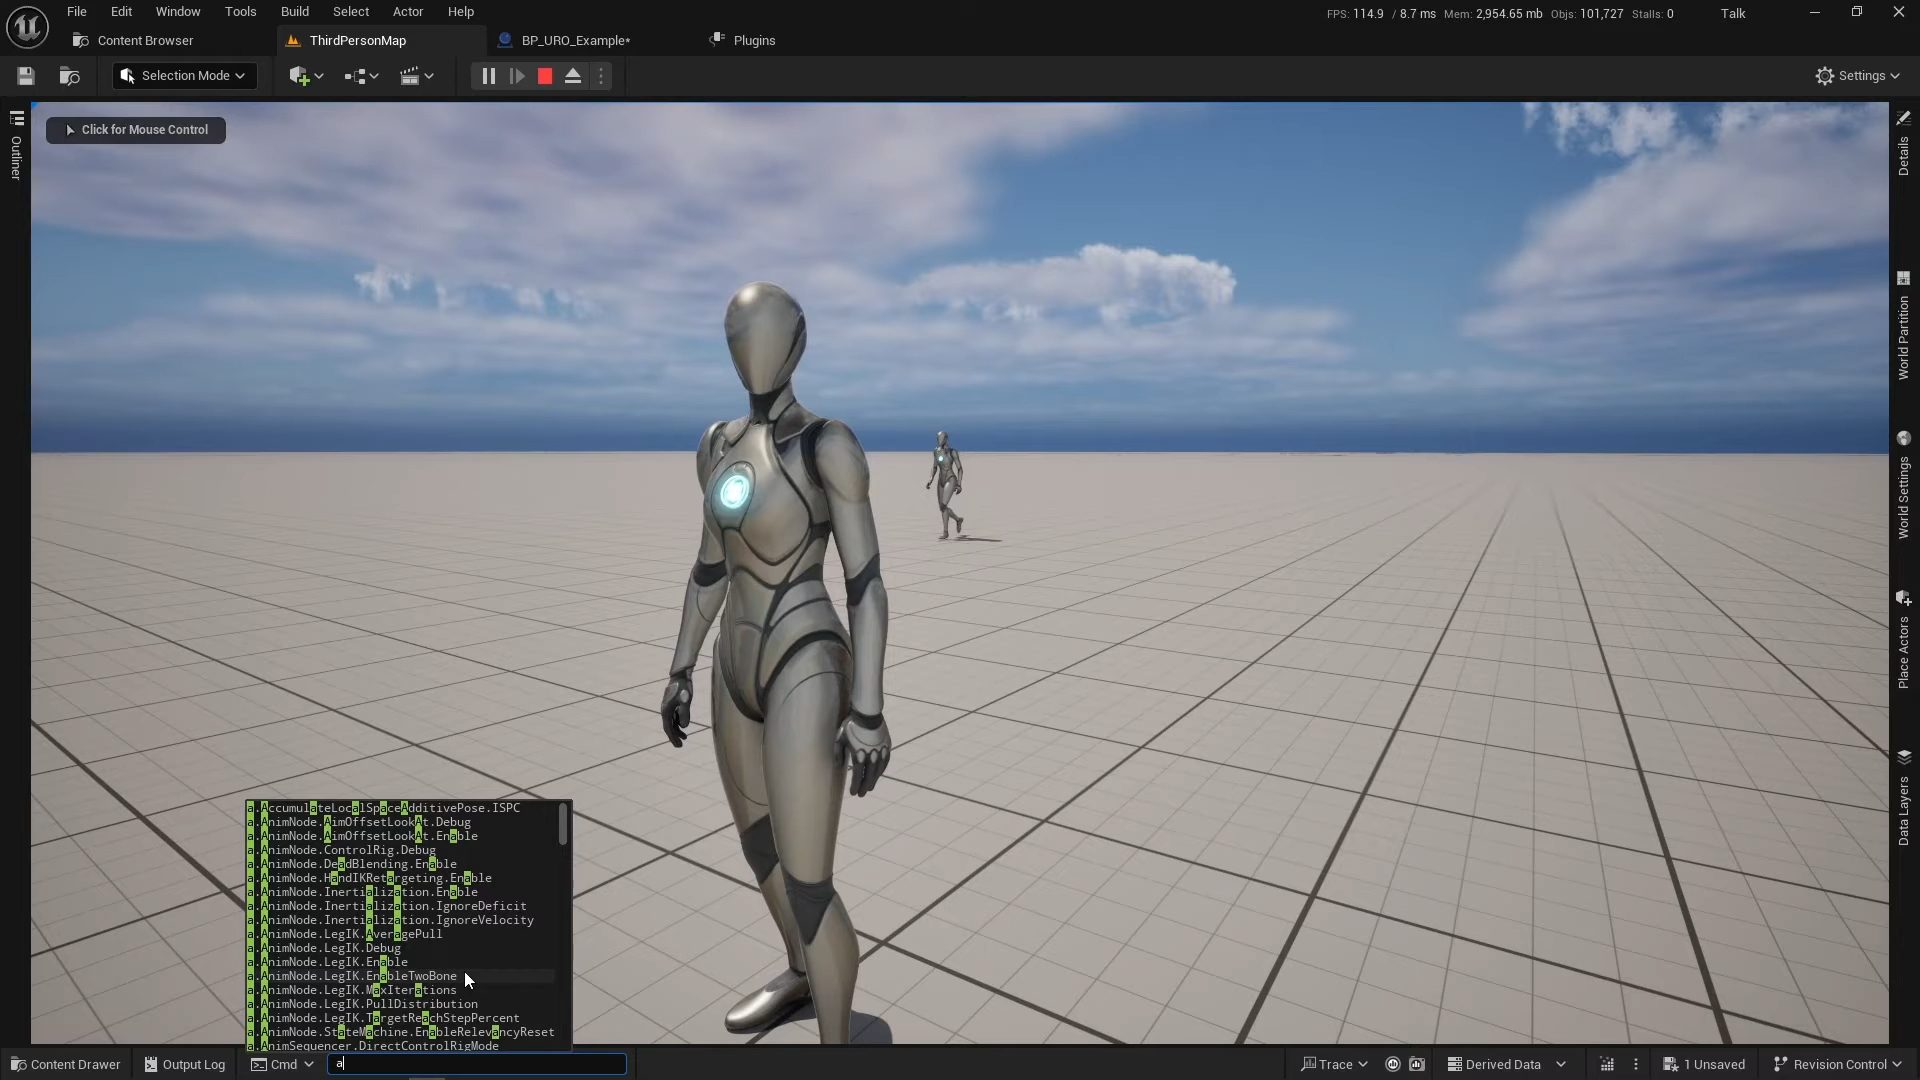 File Edit Window Tools Build Select Actor Help
FPS: 114.9 / 8.7 ms Mem: 2,954.65 mb Objs: 101,727 Stalls: 0 Talk
Content Browser ThirdPersonMap BP_URO_Example* Plugins
Selection Mode Settings
Click for Mouse Control
Outliner
Details
World Partition
World Settings
Place Actors
Data Layers
a.AccumulateLocalSpaceAdditivePose.ISPC
a.AnimNode.AimOffsetLookAt.Debug
a.AnimNode.AimOffsetLookAt.Enable
a.AnimNode.ControlRig.Debug
a.AnimNode.DeadBlending.Enable
a.AnimNode.HandIKRetargeting.Enable
a.AnimNode.Inertialization.Enable
a.AnimNode.Inertialization.IgnoreDeficit
a.AnimNode.Inertialization.IgnoreVelocity
a.AnimNode.LegIK.AveragePull
a.AnimNode.LegIK.Debug
a.AnimNode.LegIK.Enable
a.AnimNode.LegIK.EnableTwoBone
a.AnimNode.LegIK.MaxIterations
a.AnimNode.LegIK.PullDistribution
a.AnimNode.LegIK.TargetReachStepPercent
a.AnimNode.StateMachine.EnableRelevancyReset
a.AnimSequencer.DirectControlRigMode
Content Drawer Output Log Cmd a Trace Derived Data 1 Unsaved Revision Control